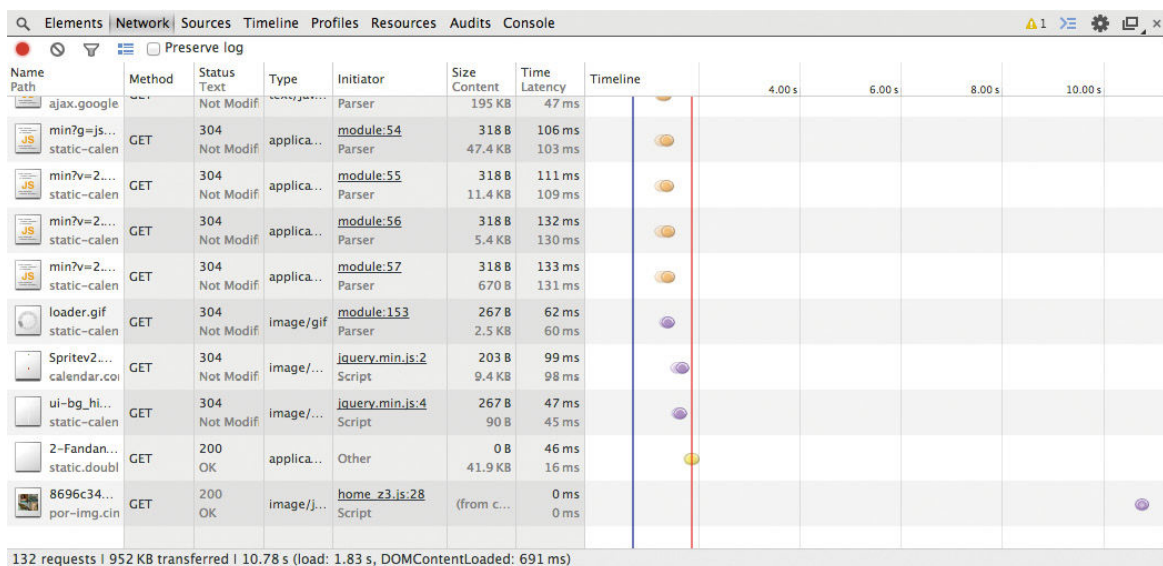 Elements Network Sources Timeline Profiles Resources Audits Console 1
Preserve log
Name Method Status Type Initiator Size Time Timeline
Path Text Content Latency
4.00 s 6.00 s 8.00 s 10.00 s
ajax.google Not Modifi Parser 195 KB 47 ms
min?g=js... GET 304 applica... module:54 318 B 106 ms
static-calen Not Modifi Parser 47.4 KB 103 ms
min?v=2.... GET 304 applica... module:55 318 B 111 ms
static-calen Not Modifi Parser 11.4 KB 109 ms
min?v=2.... GET 304 applica... module:56 318 B 132 ms
static-calen Not Modifi Parser 5.4 KB 130 ms
min?v=2.... GET 304 applica... module:57 318 B 133 ms
static-calen Not Modifi Parser 670 B 131 ms
loader.gif GET 304 image/gif module:153 267 B 62 ms
static-calen Not Modifi Parser 2.5 KB 60 ms
Spritev2.... GET 304 image/... jquery.min.js:2 203 B 99 ms
calendar.co Not Modifi Script 9.4 KB 98 ms
ui-bg_hi... GET 304 image/... jquery.min.js:4 267 B 47 ms
static-calen Not Modifi Script 90 B 45 ms
2-Fandan... GET 200 applica... Other 0 B 46 ms
static.doubl OK 41.9 KB 16 ms
8696c34... GET 200 image/j... home_z3.js:28 (from c... 0 ms
por-img.cin OK Script 0 ms
132 requests | 952 KB transferred | 10.78 s (load: 1.83 s, DOMContentLoaded: 691 ms)